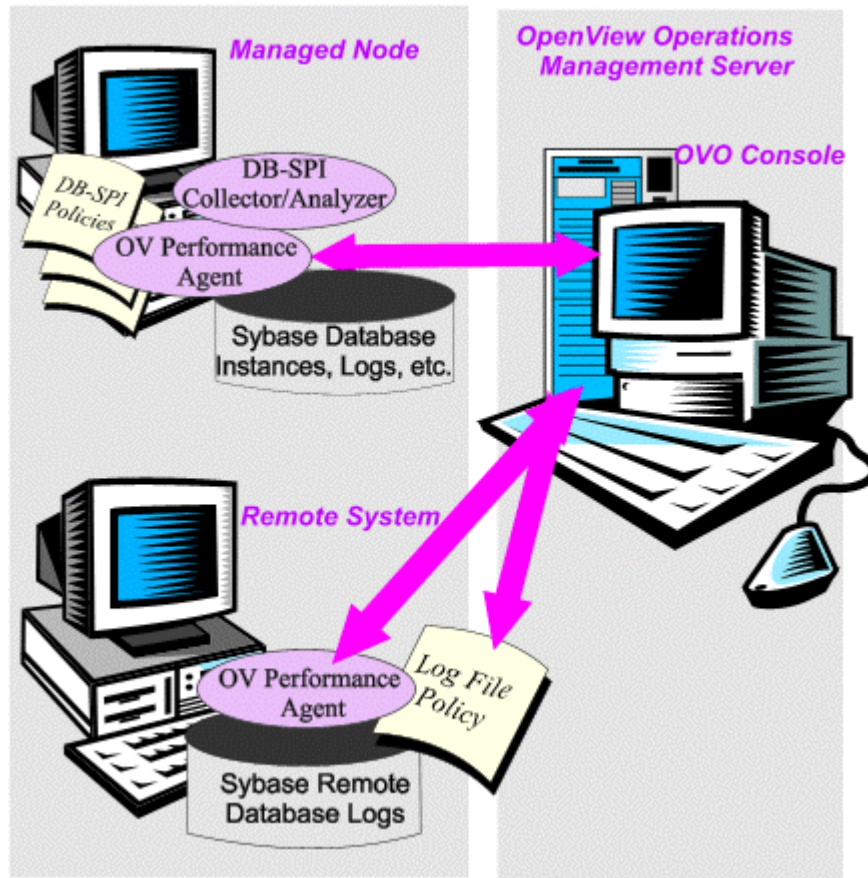 Managed Node
OpenView Operations
Management Server
OVO Console
DB-SPI
Collector/Analyzer
DB-SPI
Policies
OV Performance
Agent
Sybase Database
Instances, Logs, etc.
Remote System
OV Performance
Agent
Log File
Policy
Sybase Remote
Database Logs